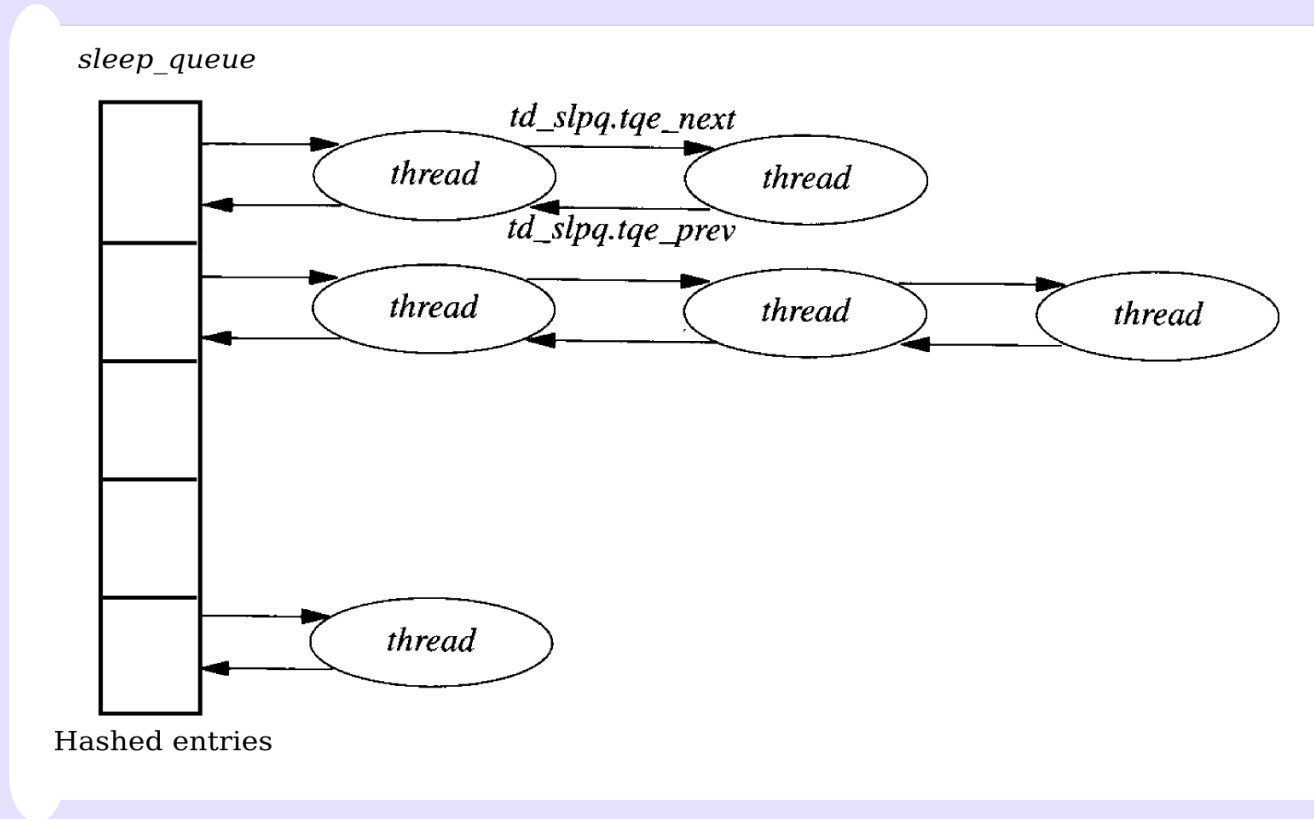 sleep_queue
td_slpq.tqe_next
thread
thread
td_slpq.tqe_prev
thread
thread
thread
thread
Hashed entries